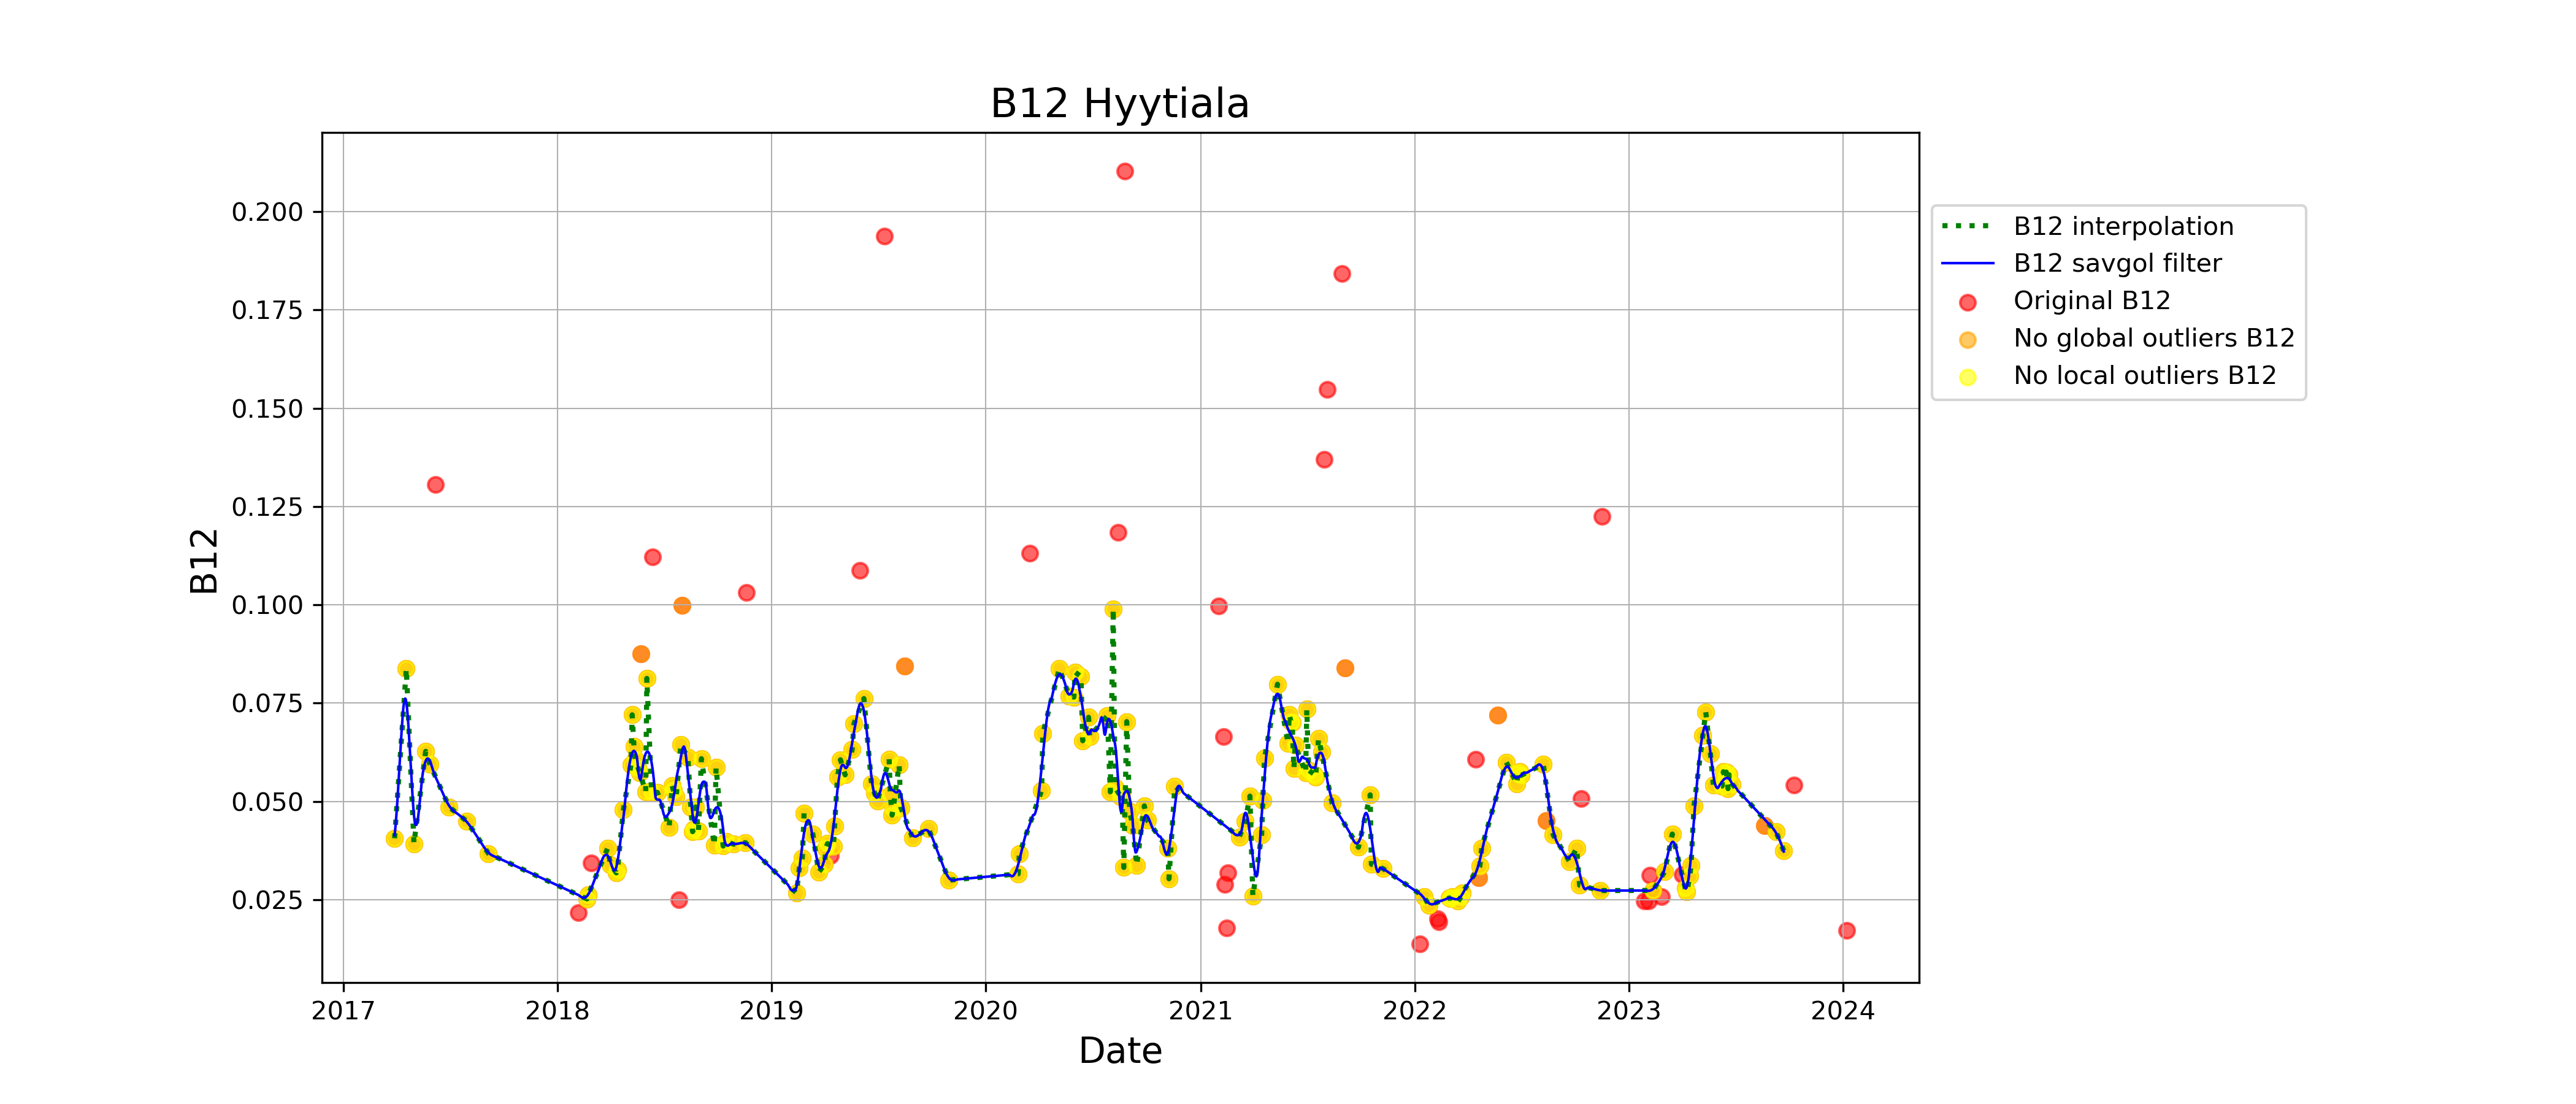 B12 Hyytiala
B12
0.200
0.175
0.150
0.125
0.100
0.075
0.050
0.025
2017 2018 2019 2020 2021 2022 2023 2024
Date
B12 interpolation
B12 savgol filter
Original B12
No global outliers B12
No local outliers B12